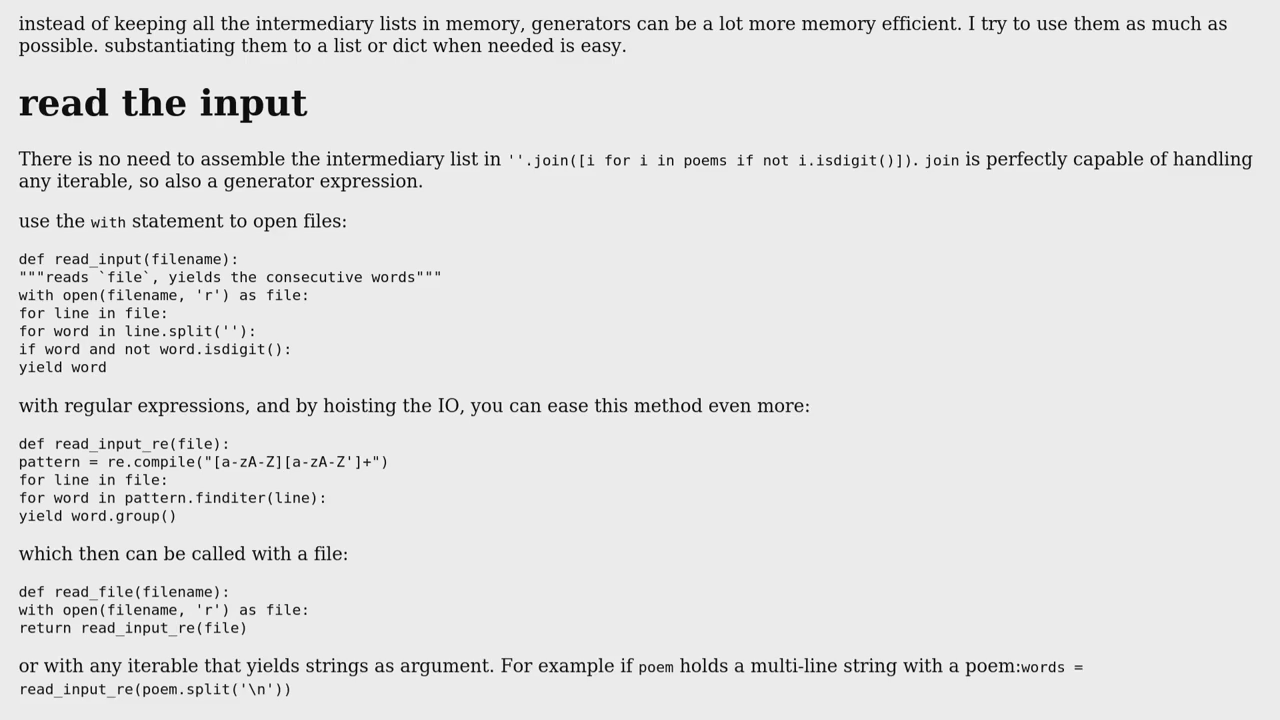 instead of keeping all the intermediary lists in memory, generators can be a lot more memory efficient. I try to use them as much as
possible. substantiating them to a list or dict when needed is easy.
read the input
There is no need to assemble the intermediary list in ''.join([i for i in poems if not i.isdigit()]). join is perfectly capable of handling
any iterable, so also a generator expression.
use the with statement to open files:
def read_input(filename):
"""reads `file`, yields the consecutive words"""
with open(filename, 'r') as file:
for line in file:
for word in line.split(''):
if word and not word.isdigit():
yield word
with regular expressions, and by hoisting the IO, you can ease this method even more:
def read_input_re(file):
pattern = re.compile("[a-zA-Z][a-zA-Z']+")
for line in file:
for word in pattern.finditer(line):
yield word.group()
which then can be called with a file:
def read_file(filename):
with open(filename, 'r') as file:
return read_input_re(file)
or with any iterable that yields strings as argument. For example if poem holds a multi-line string with a poem:words =
read_input_re(poem.split('\n'))